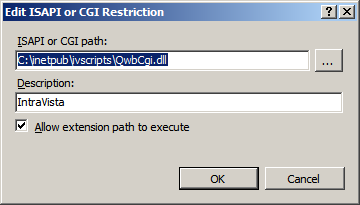 Edit ISAPI or CGI Restriction
ISAPI or CGI path:
C:\inetpub\ivscripts\QwbCgi.dll
...
Description:
IntraVista
Allow extension path to execute
OK Cancel